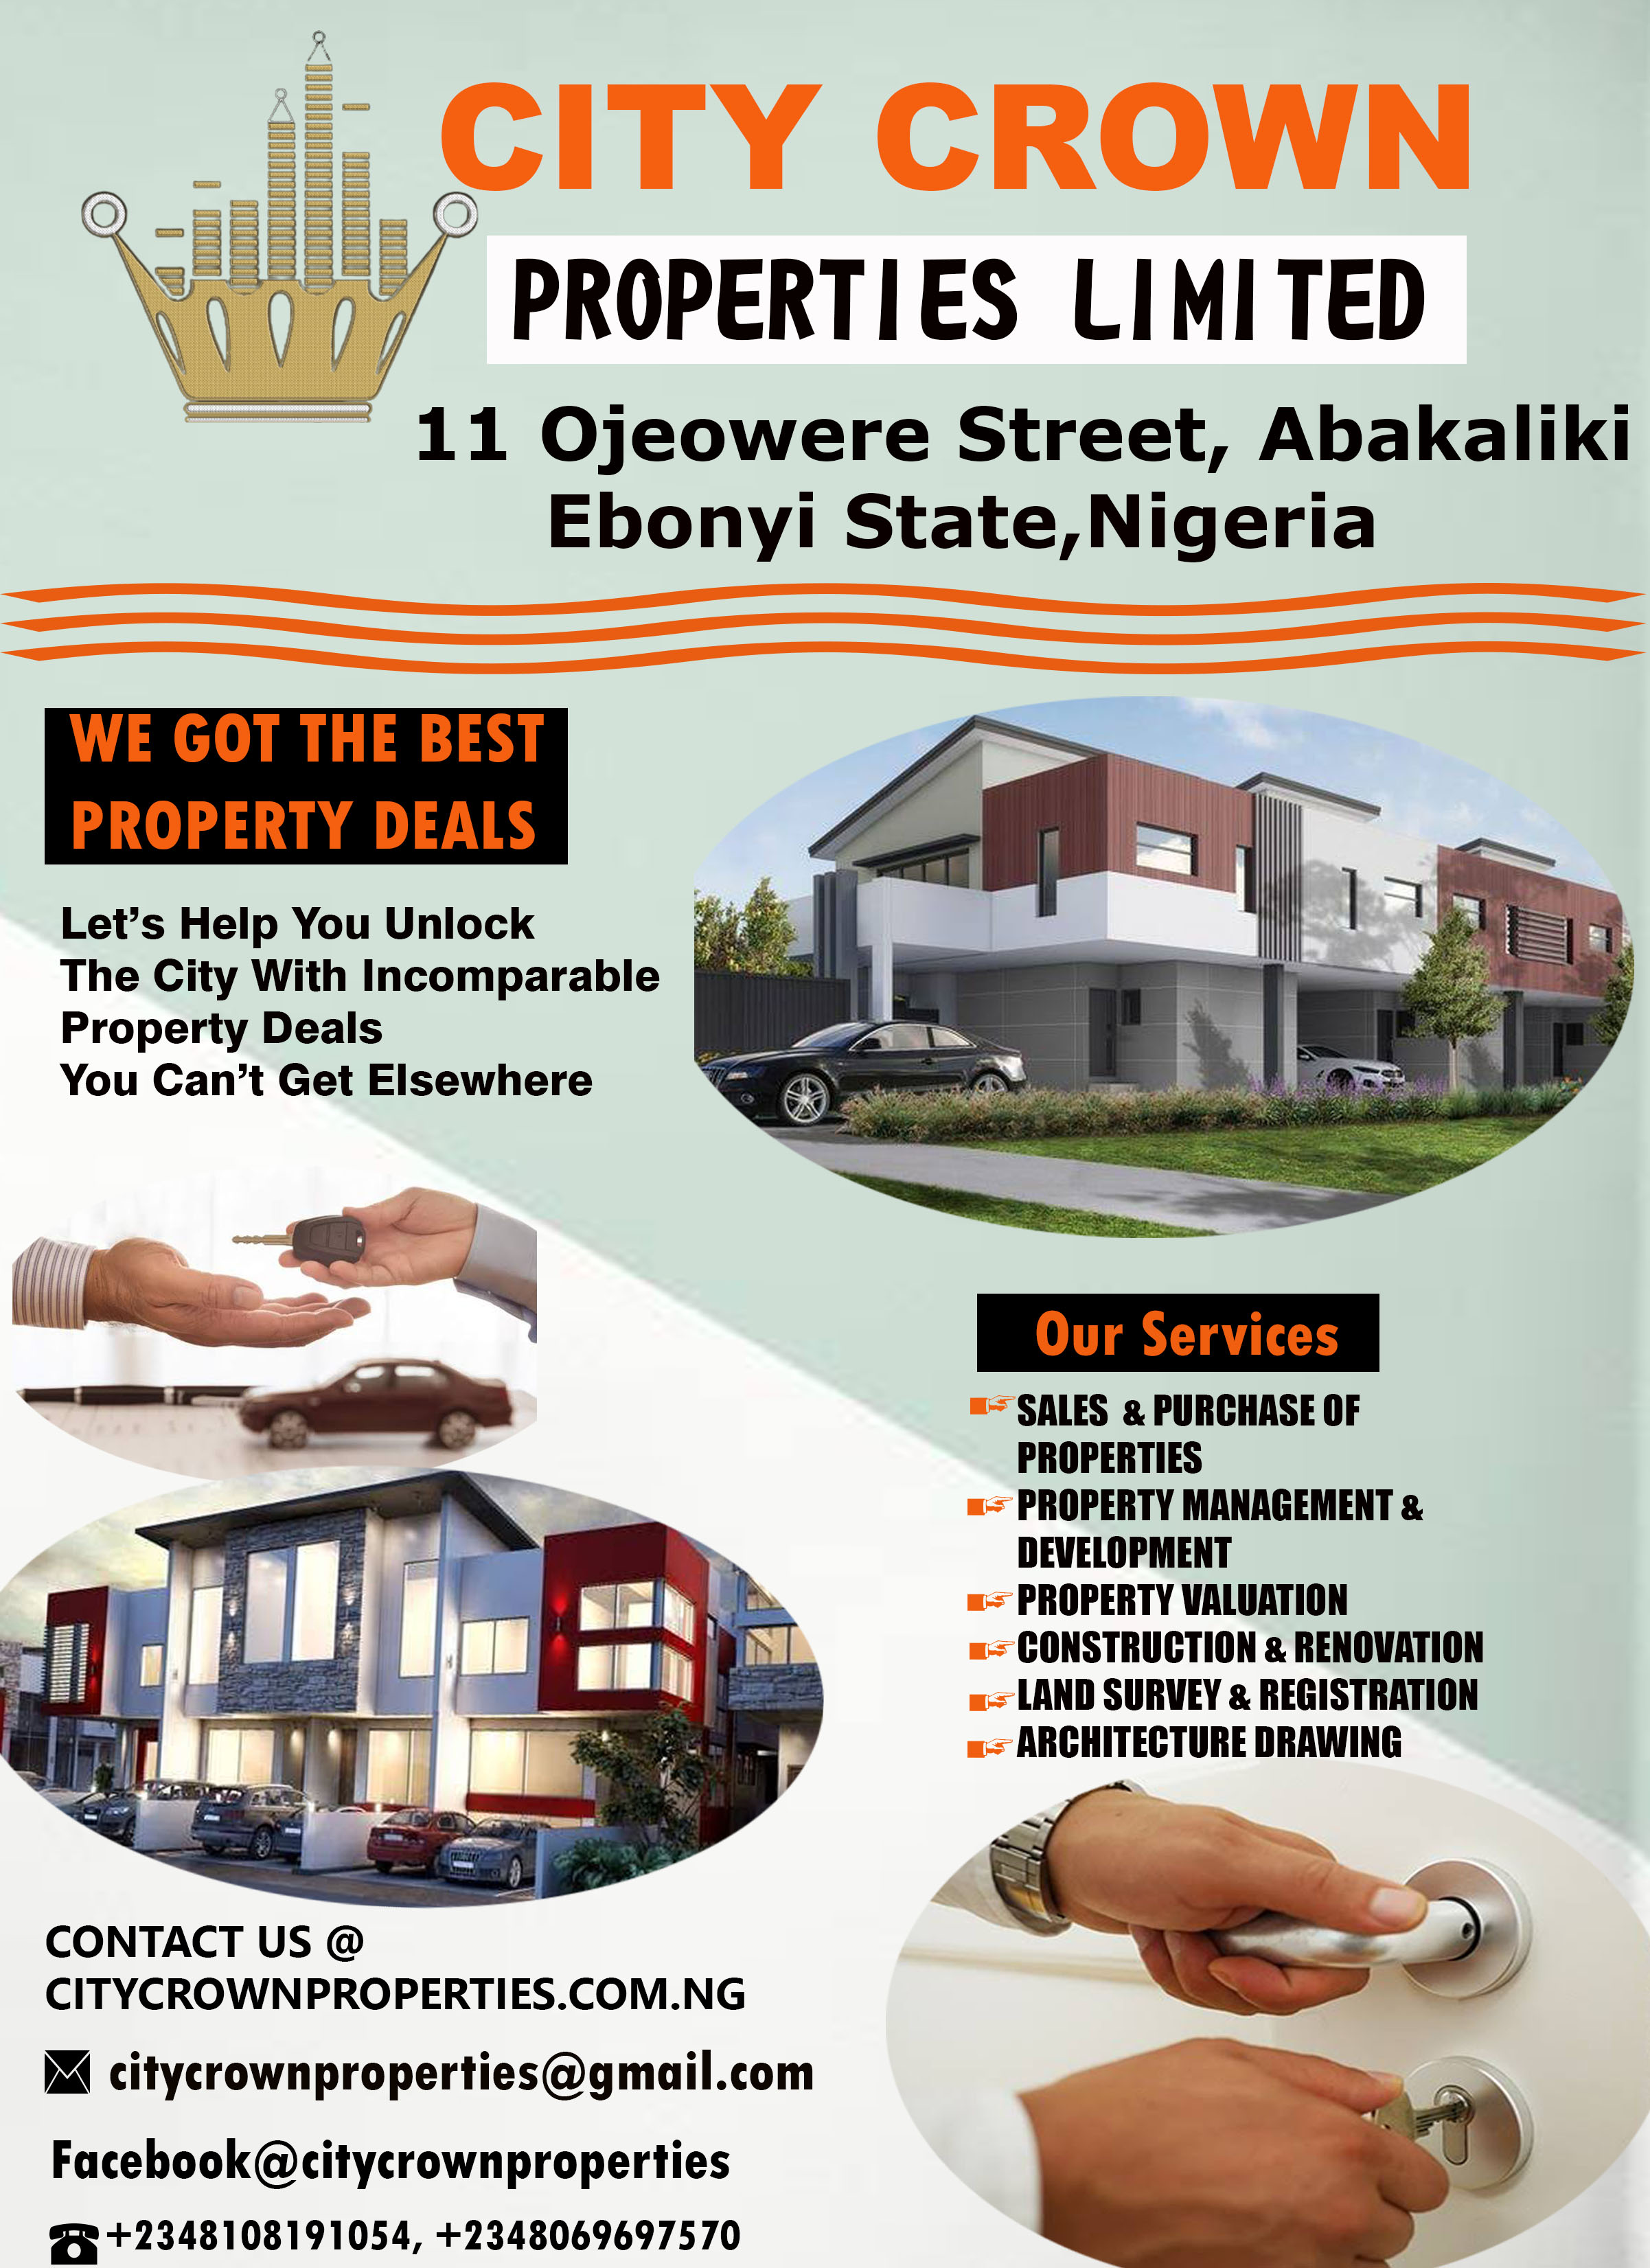 CITY CROWN
PROPERTIES LIMITED
11 Ojeowere Street, Abakaliki
Ebonyi State,Nigeria
WE GOT THE BEST
PROPERTY DEALS
Let’s Help You Unlock
The City With Incomparable
Property Deals
You Can’t Get Elsewhere
Our Services
SALES & PURCHASE OF
PROPERTIES
PROPERTY MANAGEMENT &
DEVELOPMENT
PROPERTY VALUATION
CONSTRUCTION & RENOVATION
LAND SURVEY & REGISTRATION
ARCHITECTURE DRAWING
CONTACT US @
CITYCROWNPROPERTIES.COM.NG
citycrownproperties@gmail.com
Facebook@citycrownproperties
+2348108191054, +2348069697570